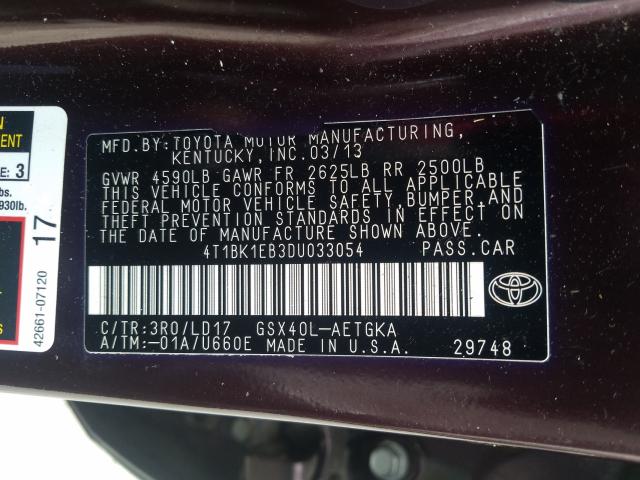 MFD.BY:TOYOTA MOTOR MANUFACTURING,
KENTUCKY, INC.03/13
GVWR 4590LB GAWR FR 2625LB RR 2500LB
THIS VEHICLE CONFORMS TO ALL APPLICABLE
FEDERAL MOTOR VEHICLE SAFETY,BUMPER,AND
THEFT PREVENTION STANDARDS IN EFFECT ON
THE DATE OF MANUFACTURE SHOWN ABOVE.
4T1BK1EB3DU033054 PASS.CAR
C/TR:3R0/LD17 GSX40L-AETGKA
A/TM:-01A/U660E MADE IN U.S.A. 29748
E: 3
bs.
930lb.
17
42661-07120